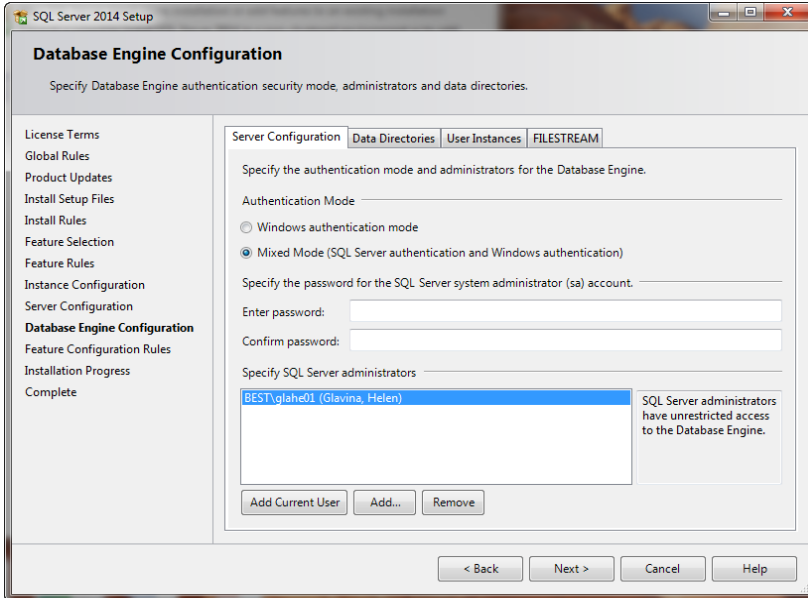 SQL Server 2014 Setup
Database Engine Configuration
Specify Database Engine authentication security mode, administrators and data directories.
License Terms
Global Rules
Product Updates
Install Setup Files
Install Rules
Feature Selection
Feature Rules
Instance Configuration
Server Configuration
Database Engine Configuration
Feature Configuration Rules
Installation Progress
Complete
Server Configuration Data Directories User Instances FILESTREAM
Specify the authentication mode and administrators for the Database Engine.
Authentication Mode
Windows authentication mode
Mixed Mode (SQL Server authentication and Windows authentication)
Specify the password for the SQL Server system administrator (sa) account.
Enter password:
Confirm password:
Specify SQL Server administrators
BEST\glahe01 (Glavina, Helen)
SQL Server administrators
have unrestricted access
to the Database Engine.
Add Current User Add... Remove
< Back Next > Cancel Help